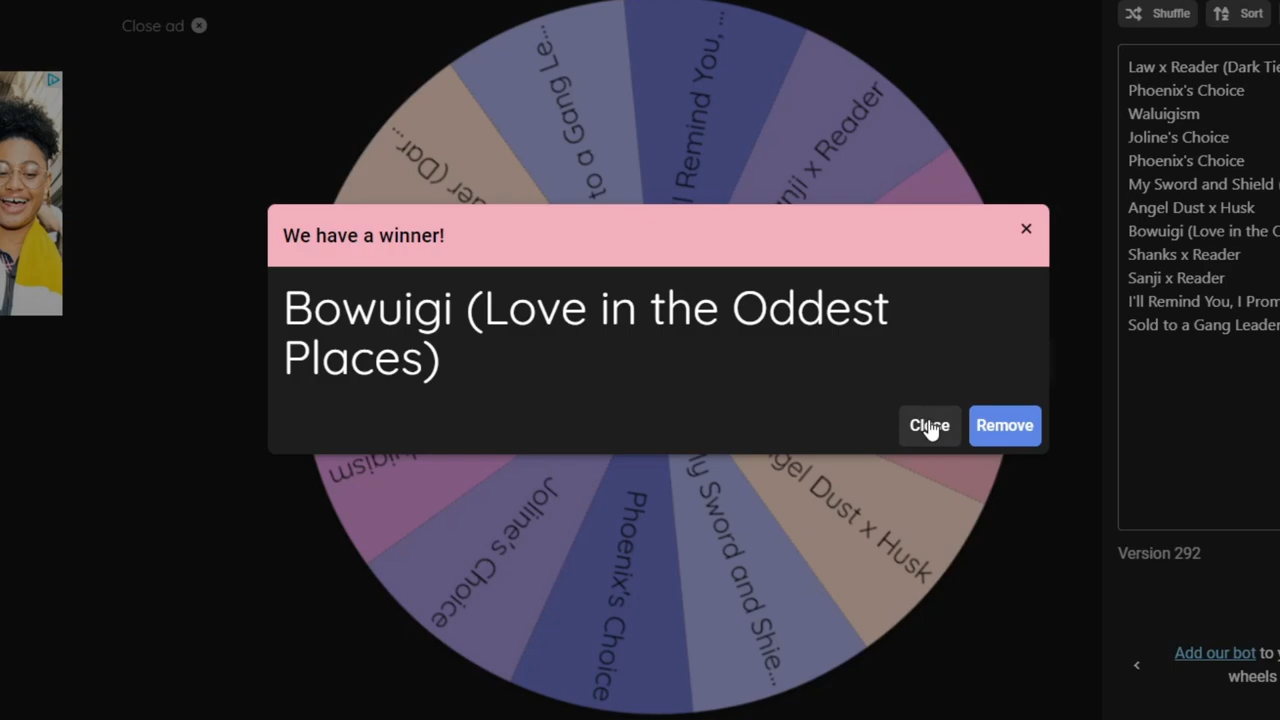 Close ad
Shuffle
Sort
to a Gang Le...
I Remind You, ...
nji x Reader
er (Dar...
We have a winner!
Bowuigi (Love in the Oddest
Places)
Close
Remove
Joline's Choice
Phoenix's Choice
y Sword and Shie...
gel Dust x Husk
Law x Reader (Dark Tie
Phoenix's Choice
Waluigism
Joline's Choice
Phoenix's Choice
My Sword and Shield
Angel Dust x Husk
Bowuigi (Love in the O
Shanks x Reader
Sanji x Reader
I'll Remind You, I Prom
Sold to a Gang Leader
Version 292
Add our bot to y
wheels